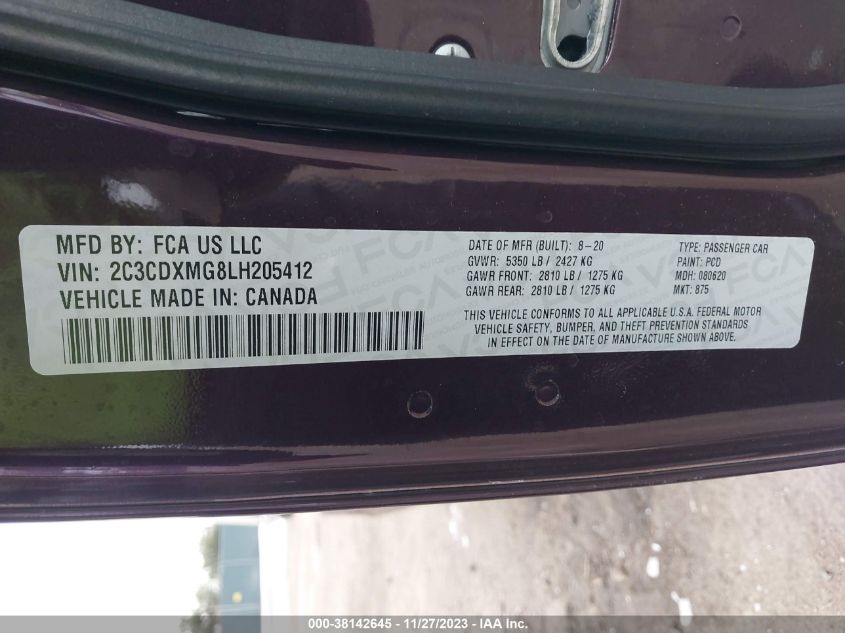 MFD BY: FCA US LLC
VIN: 2C3CDXMG8LH205412
VEHICLE MADE IN: CANADA
DATE OF MFR (BUILT): 8-20
GVWR: 5350 LB / 2427 KG
GAWR FRONT: 2810 LB / 1275 KG
GAWR REAR: 2810 LB / 1275 KG
TYPE: PASSENGER CAR
PAINT: PCD
MDH: 080620
MKT: 875
THIS VEHICLE CONFORMS TO ALL APPLICABLE U.S.A. FEDERAL MOTOR
VEHICLE SAFETY, BUMPER, AND THEFT PREVENTION STANDARDS
IN EFFECT ON THE DATE OF MANUFACTURE SHOWN ABOVE.
000-38142645 - 11/27/2023 - IAA Inc.